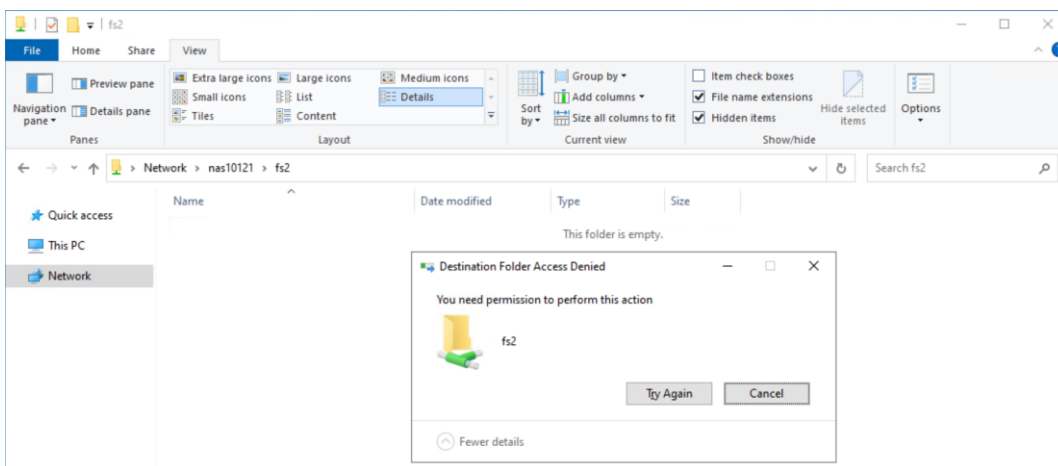 fs2
File Home Share View
Preview pane
Details pane
Navigation pane
Panes
Extra large icons Large icons Medium icons
Small icons List Details
Tiles Content
Layout
Sort by
Group by
Add columns
Size all columns to fit
Current view
Item check boxes
File name extensions
Hidden items
Hide selected items
Show/hide
Options
Network > nas10121 > fs2
Search fs2
Name Date modified Type Size
Quick access
This PC
Network
This folder is empty.
Destination Folder Access Denied
You need permission to perform this action
fs2
Try Again Cancel
Fewer details